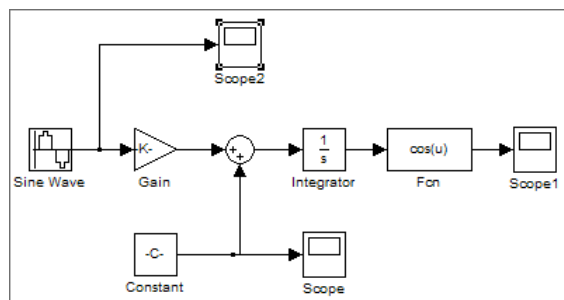 Scope2
K-
++
1
s
cos(u)
Sine Wave
Gain
Integrator
Fcn
Scope1
-C-
Constant
Scope